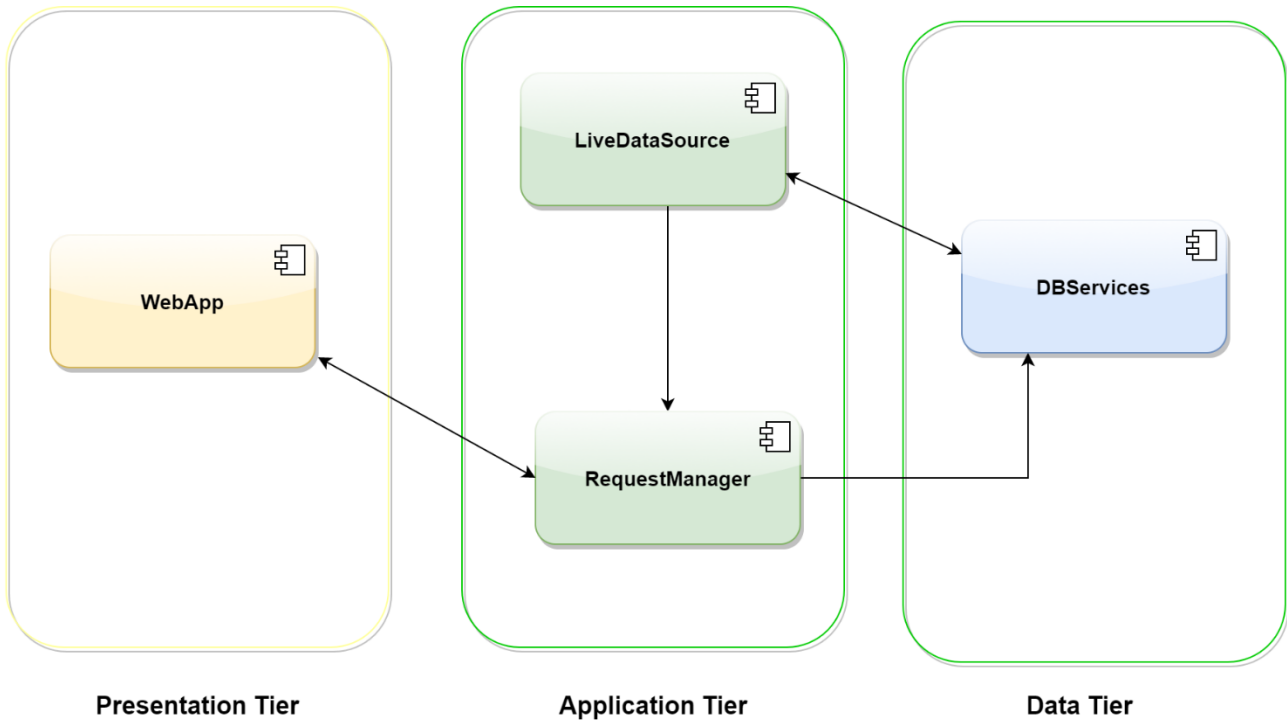 LiveDataSource
WebApp
DBServices
RequestManager
Presentation Tier
Application Tier
Data Tier